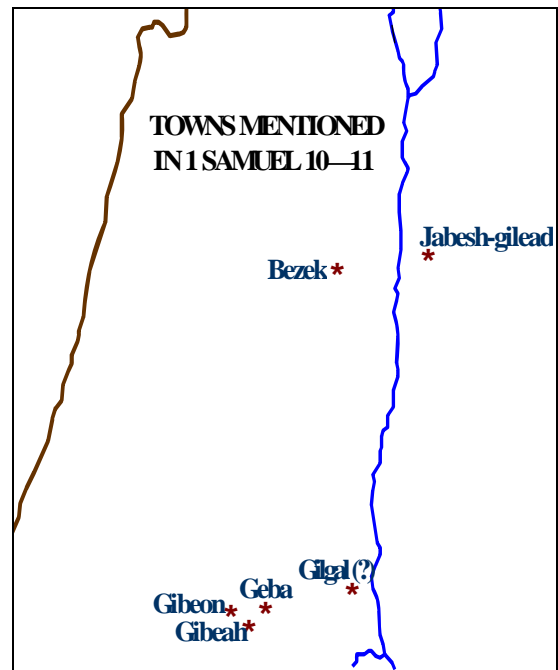 TOWNS MENTIONED
IN 1 SAMUEL 10—11
Jabesh-gilead
Bezek
Gilgal (?)
Geba
Gibeon
Gibeah